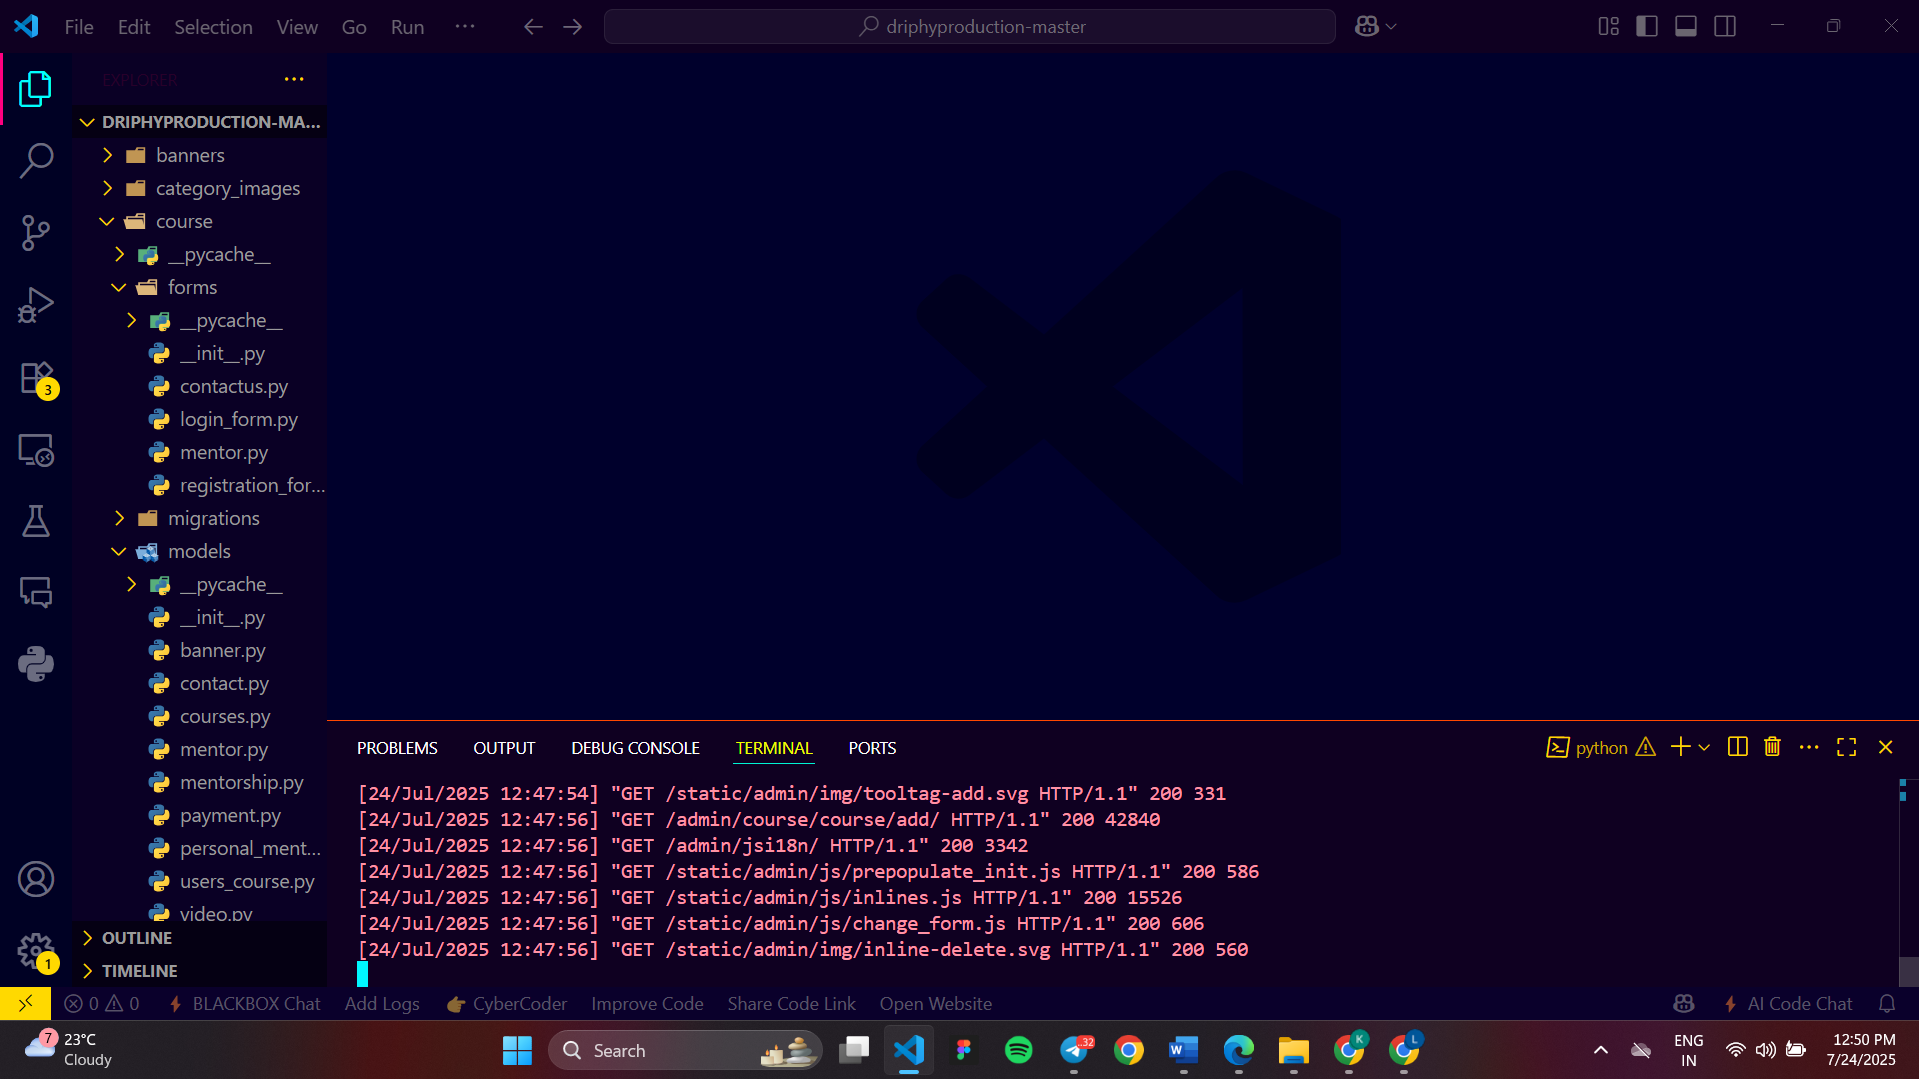 File Edit Selection View Go Run ···
driphyproduction-master
EXPLORER
DRIPHYPRODUCTION-MA...
banners
category_images
course
__pycache__
forms
__pycache__
__init__.py
contactus.py
login_form.py
mentor.py
registration_for...
migrations
models
__pycache__
__init__.py
banner.py
contact.py
courses.py
mentor.py
mentorship.py
payment.py
personal_ment...
users_course.py
video.py
OUTLINE
TIMELINE
3
1
PROBLEMS OUTPUT DEBUG CONSOLE TERMINAL PORTS
python
[24/Jul/2025 12:47:54] "GET /static/admin/img/tooltag-add.svg HTTP/1.1" 200 331
[24/Jul/2025 12:47:56] "GET /admin/course/course/add/ HTTP/1.1" 200 42840
[24/Jul/2025 12:47:56] "GET /admin/jsi18n/ HTTP/1.1" 200 3342
[24/Jul/2025 12:47:56] "GET /static/admin/js/prepopulate_init.js HTTP/1.1" 200 586
[24/Jul/2025 12:47:56] "GET /static/admin/js/inlines.js HTTP/1.1" 200 15526
[24/Jul/2025 12:47:56] "GET /static/admin/js/change_form.js HTTP/1.1" 200 606
[24/Jul/2025 12:47:56] "GET /static/admin/img/inline-delete.svg HTTP/1.1" 200 560
0 0 BLACKBOX Chat Add Logs CyberCoder Improve Code Share Code Link Open Website AI Code Chat
7
23°C
Cloudy
Search
..32
W
K
L
ENG
IN
12:50 PM
7/24/2025